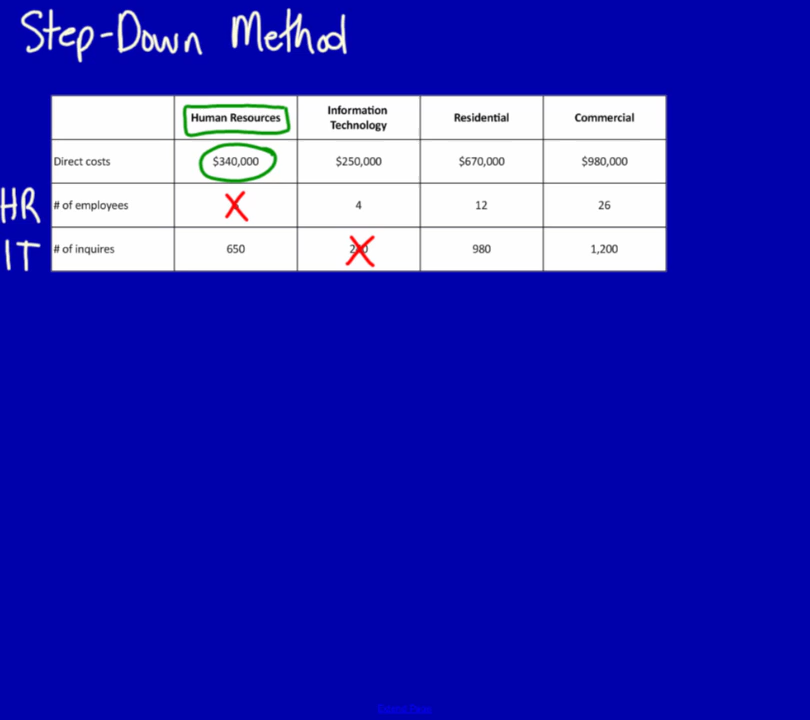 Step-Down Method
Human Resources Information Technology Residential Commercial
Direct costs $340,000 $250,000 $670,000 $980,000
HR # of employees 4 12 26
IT # of inquires 650 980 1,200